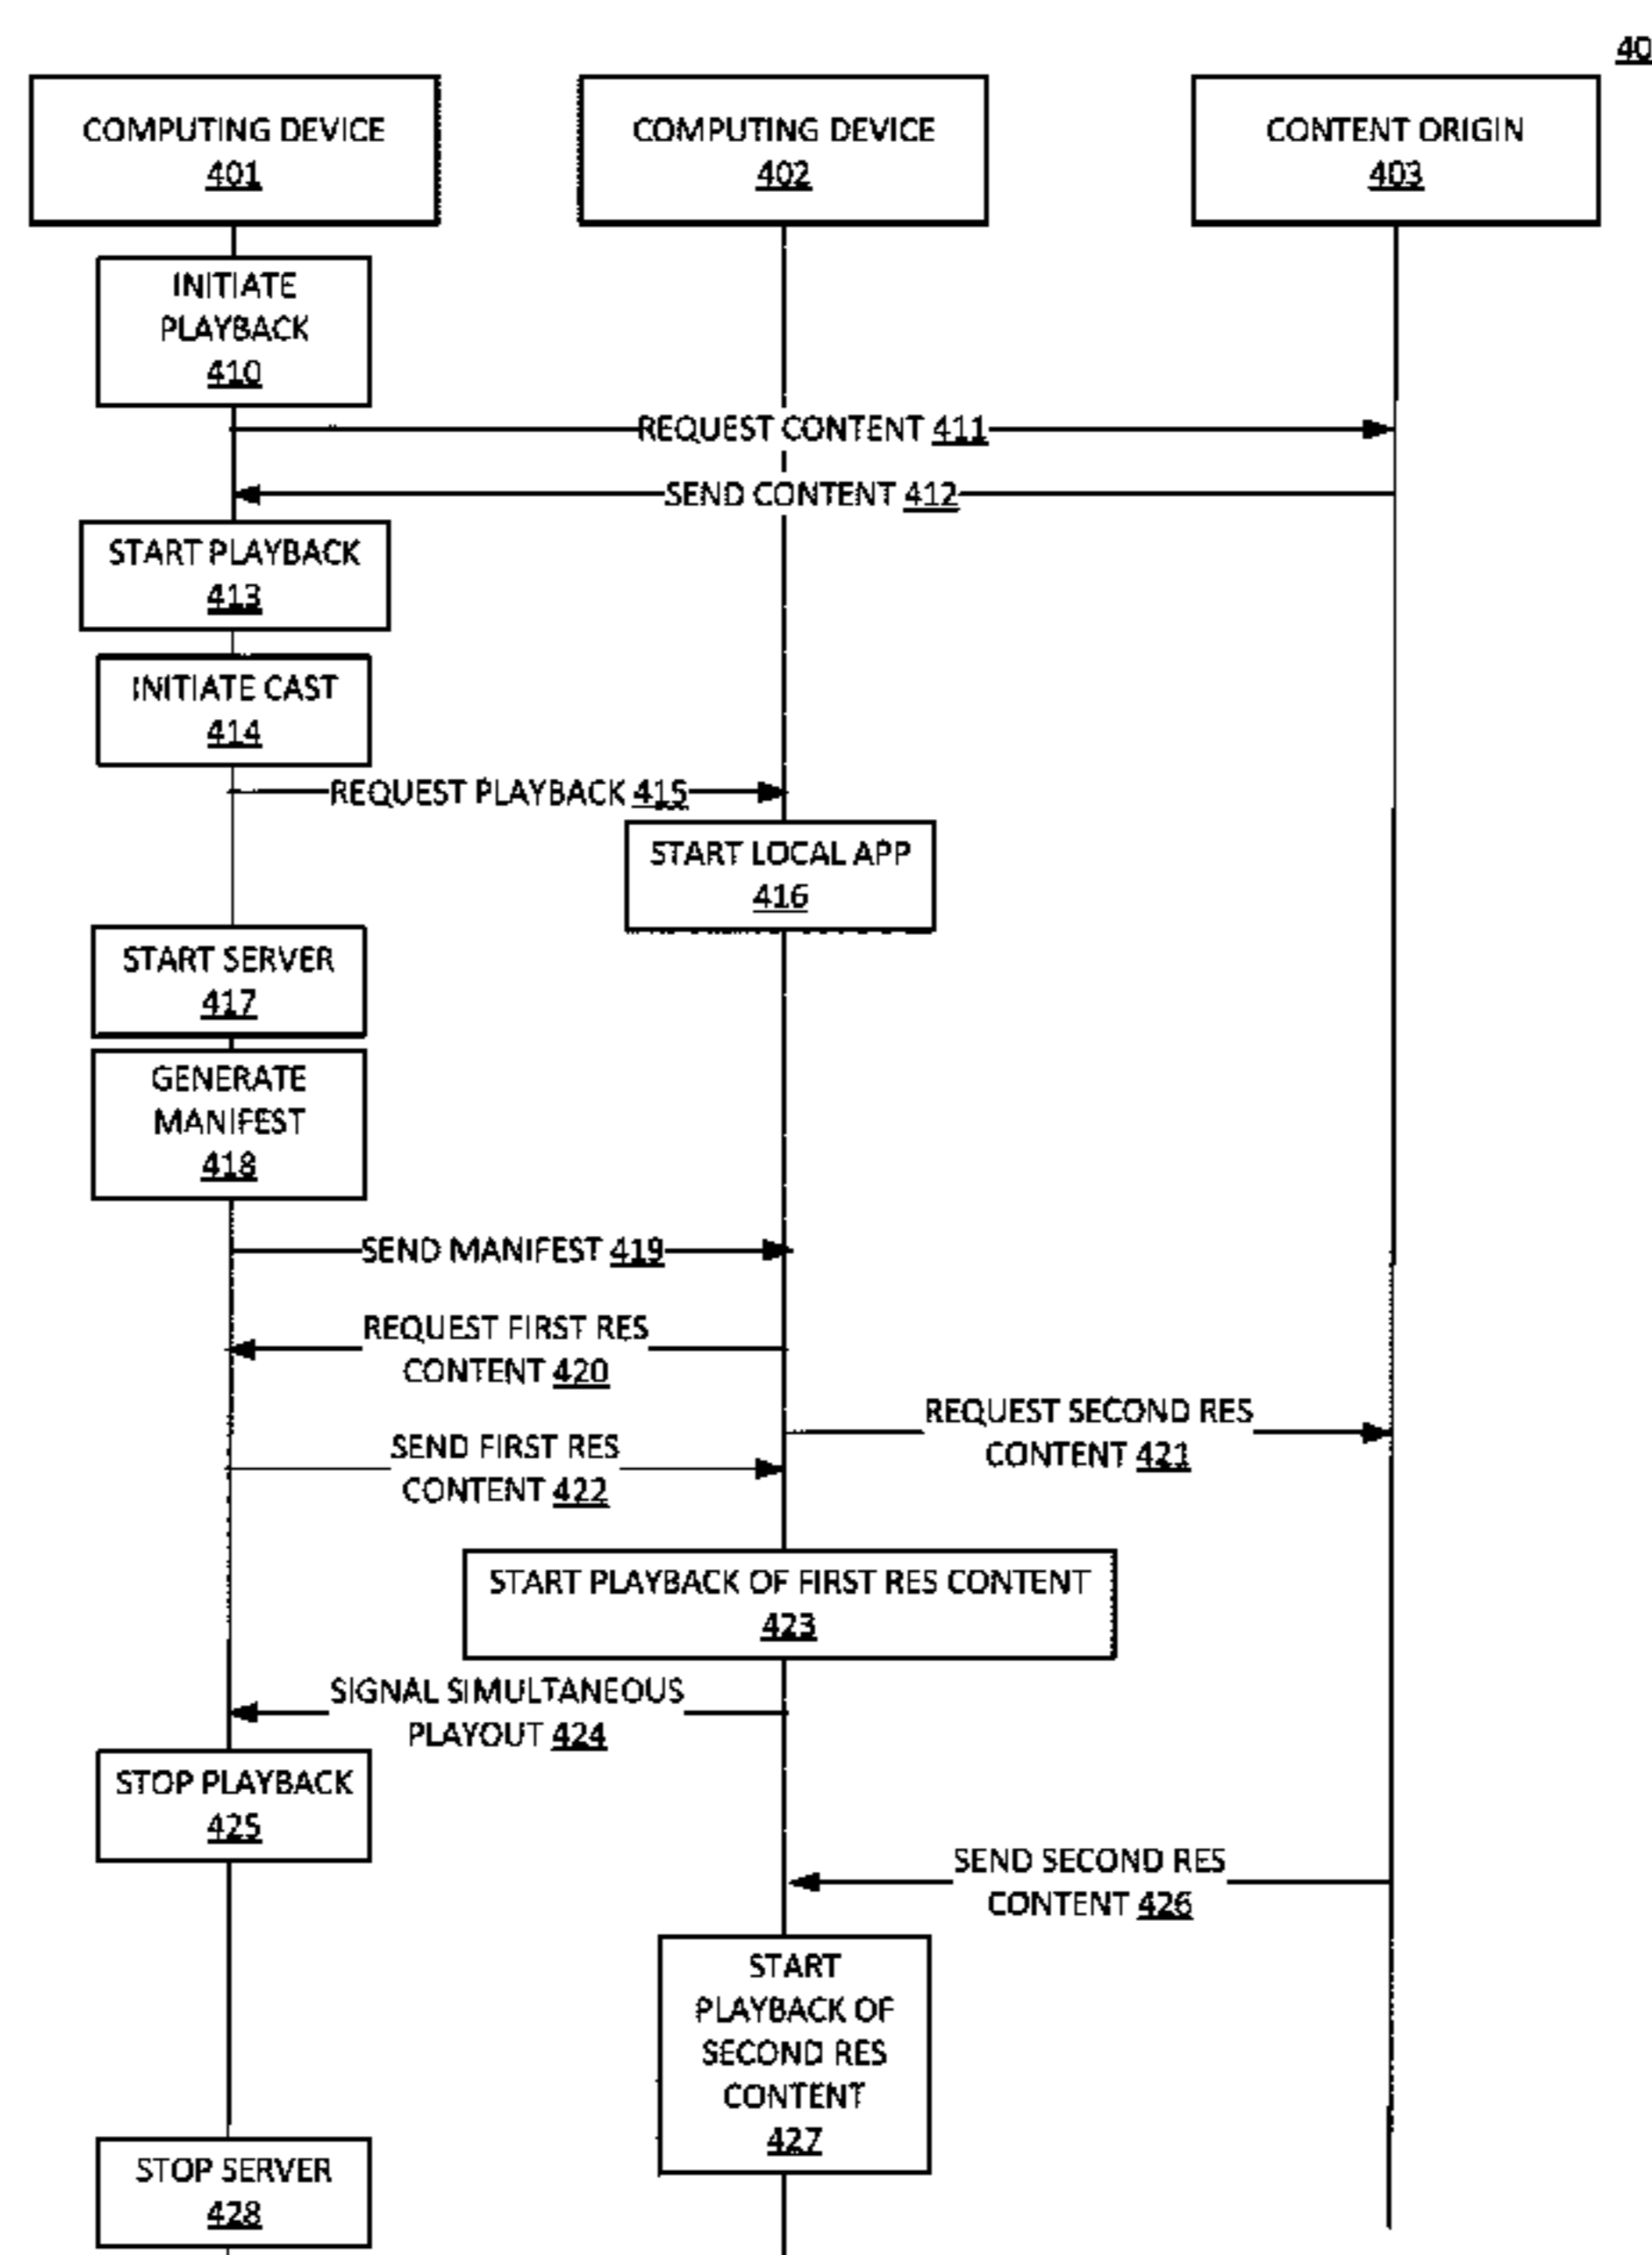 40
COMPUTING DEVICE
401
COMPUTING DEVICE
402
CONTENT ORIGIN
403
INITIATE
PLAYBACK
410
REQUEST CONTENT 411
SEND CONTENT 412
START PLAYBACK
413
INITIATE CAST
414
REQUEST PLAYBACK 415
START LOCAL APP
416
START SERVER
417
GENERATE
MANIFEST
418
SEND MANIFEST 419
REQUEST FIRST RES
CONTENT 420
REQUEST SECOND RES
CONTENT 421
SEND FIRST RES
CONTENT 422
START PLAYBACK OF FIRST RES CONTENT
423
SIGNAL SIMULTANEOUS
PLAYOUT 424
STOP PLAYBACK
425
SEND SECOND RES
CONTENT 426
START
PLAYBACK OF
SECOND RES
CONTENT
427
STOP SERVER
428